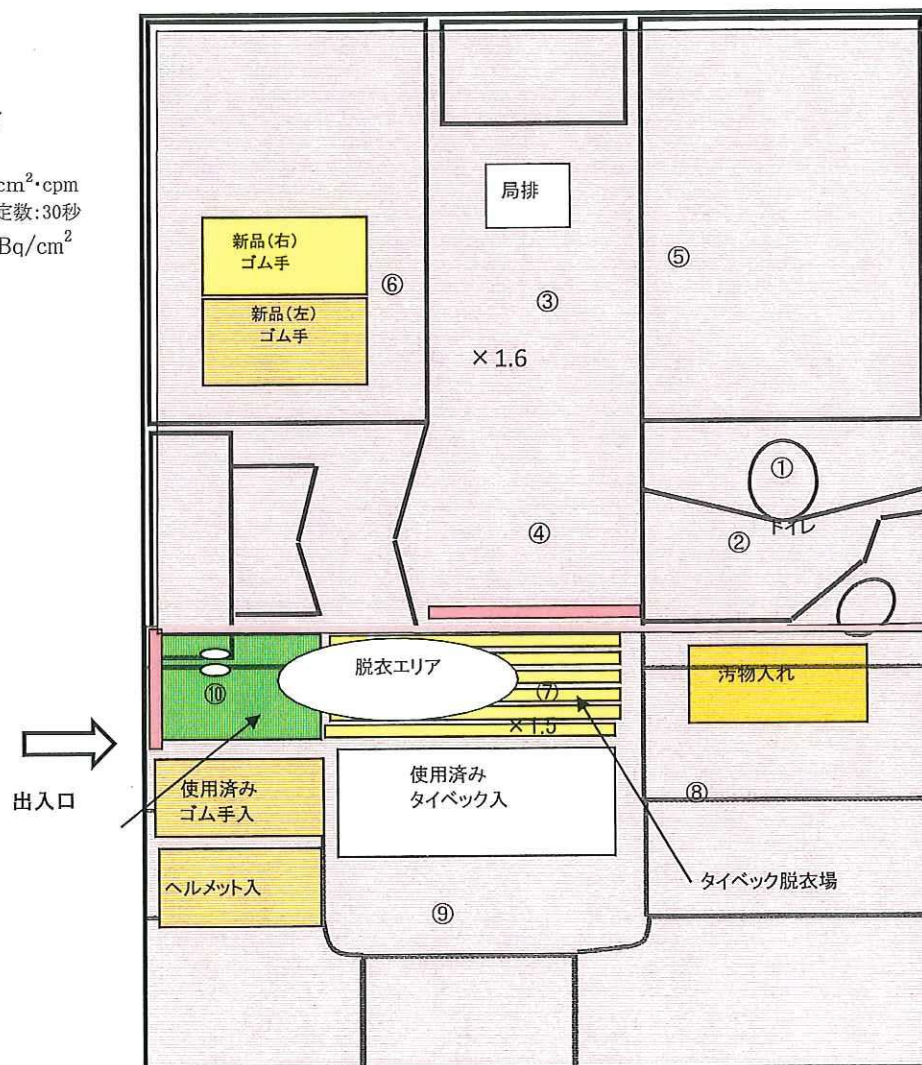 cm²・cpm
定数:30秒
Bq/cm²
局排
新品(右)
ゴム手
⑥
⑤
③
新品(左)
ゴム手
×1.6
①
④
②
トイレ
脱衣エリア
⑦
⑩
汚物入れ
×1.5
使用済み
タイベック入
出入口
使用済み
ゴム手入
⑧
ヘルメット入
タイベック脱衣場
⑨